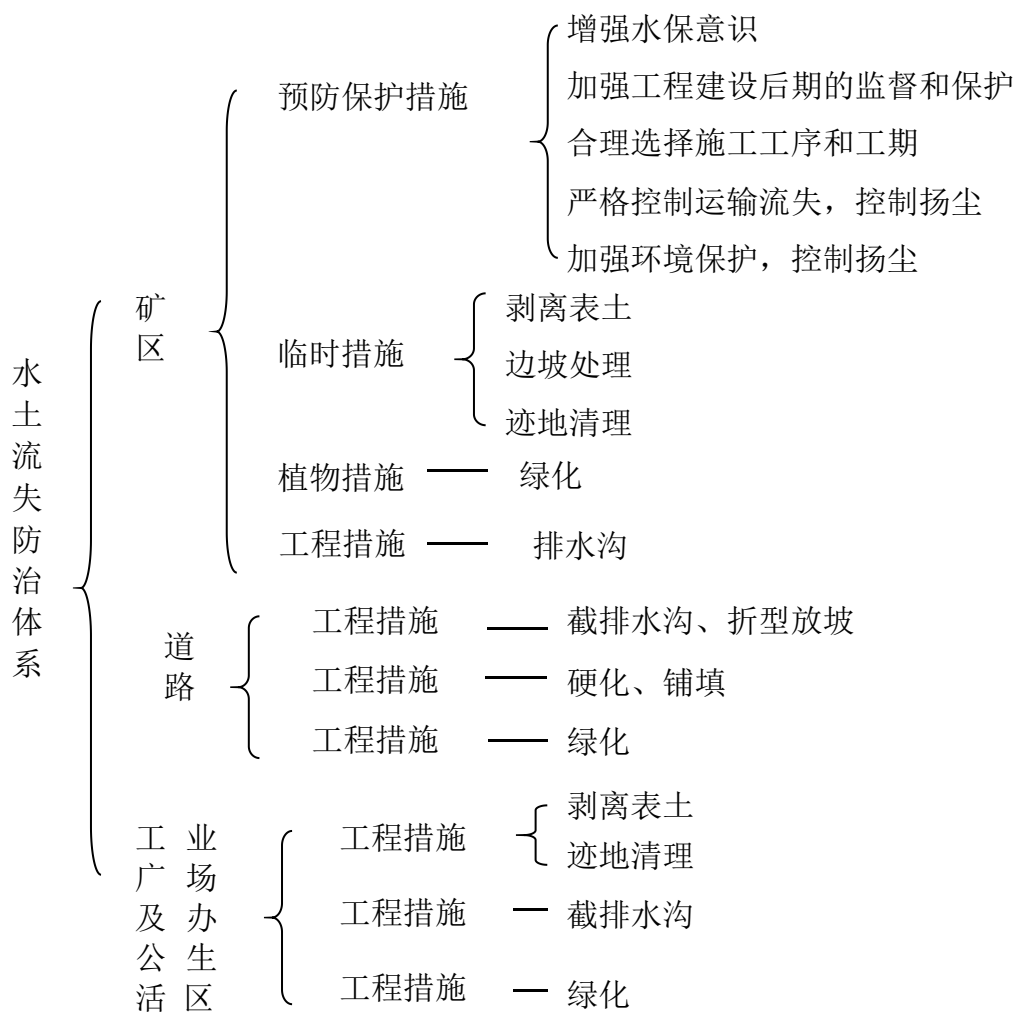 水土流失防治体系
矿区
预防保护措施
增强水保意识
加强工程建设后期的监督和保护
合理选择施工工序和工期
严格控制运输流失，控制扬尘
加强环境保护，控制扬尘
临时措施
剥离表土
边坡处理
迹地清理
植物措施
绿化
工程措施
排水沟
道路
工程措施
截排水沟、折型放坡
工程措施
硬化、铺填
工程措施
绿化
工业广场及办公生活区
工程措施
剥离表土
迹地清理
工程措施
截排水沟
工程措施
绿化